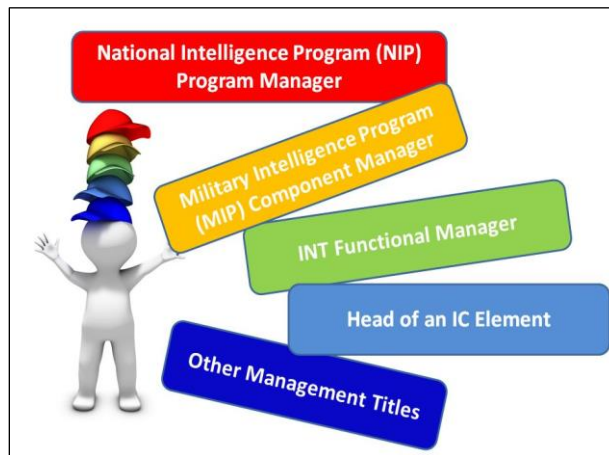 National Intelligence Program (NIP)
Program Manager
Military Intelligence Program
(MIP) Component Manager
INT Functional Manager
Head of an IC Element
Other Management Titles